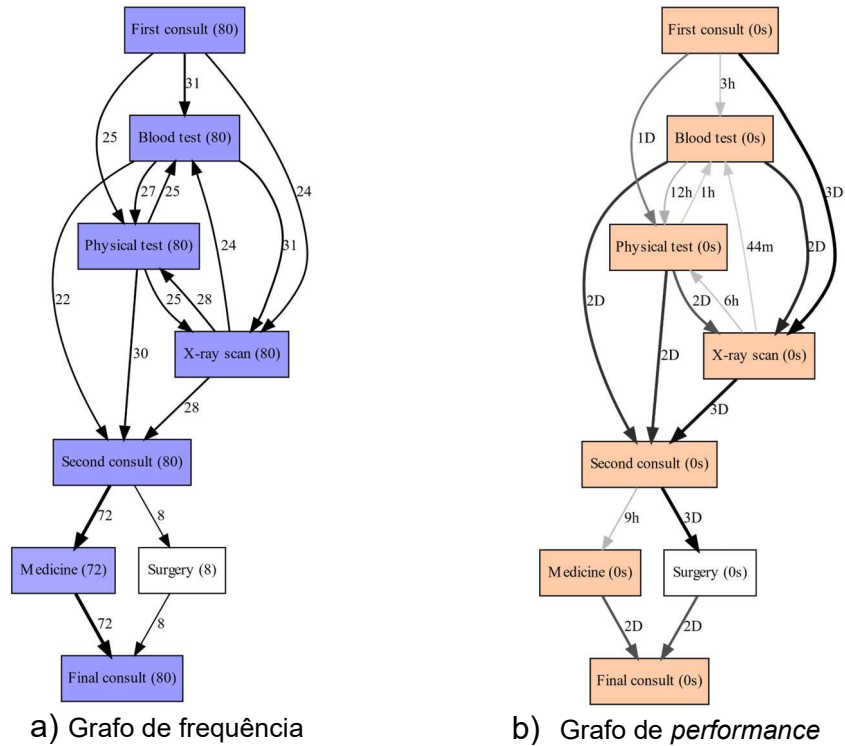 First consult (80)
31
25
Blood test (80)
27
25
24
24
31
Physical test (80)
22
25
28
30
X-ray scan (80)
28
Second consult (80)
72
8
Medicine (72)
Surgery (8)
72
8
Final consult (80)
a) Grafo de frequência
First consult (0s)
3h
1D
Blood test (0s)
3D
12h
1h
Physical test (0s)
44m
2D
2D
2D
6h
2D
X-ray scan (0s)
3D
Second consult (0s)
9h
3D
Medicine (0s)
Surgery (0s)
2D
2D
Final consult (0s)
b) Grafo de performance